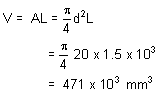 V = AL = π/4 d²L
= π/4 20 x 1.5 x 10³
= 471 x 10³ mm³